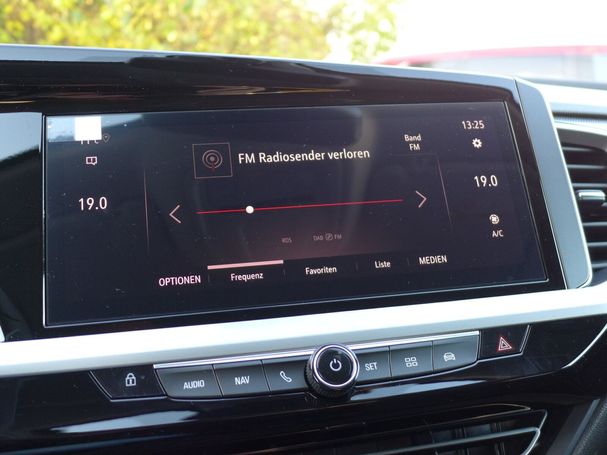 11°C
13:25
FM Radiosender verloren
Band
FM
19.0
19.0
RDS
DAB FM
A/C
OPTIONEN
Frequenz
Favoriten
Liste
MEDIEN
AUDIO
NAV
SET